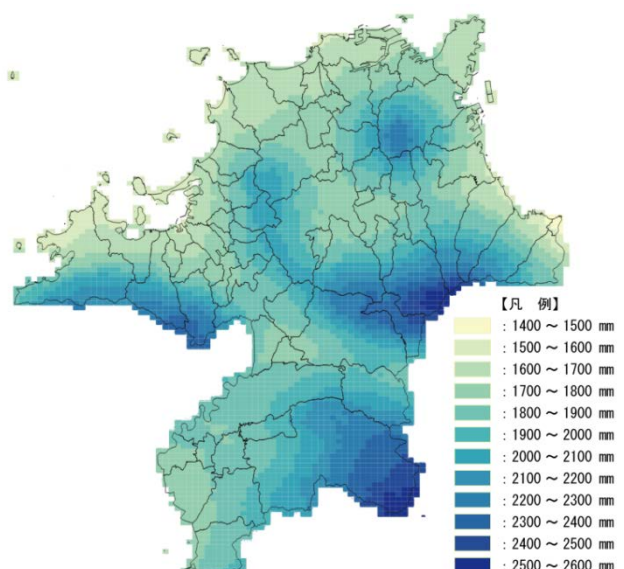 【凡　例】
: 1400 ～ 1500 mm
: 1500 ～ 1600 mm
: 1600 ～ 1700 mm
: 1700 ～ 1800 mm
: 1800 ～ 1900 mm
: 1900 ～ 2000 mm
: 2000 ～ 2100 mm
: 2100 ～ 2200 mm
: 2200 ～ 2300 mm
: 2300 ～ 2400 mm
: 2400 ～ 2500 mm
: 2500 ～ 2600 mm